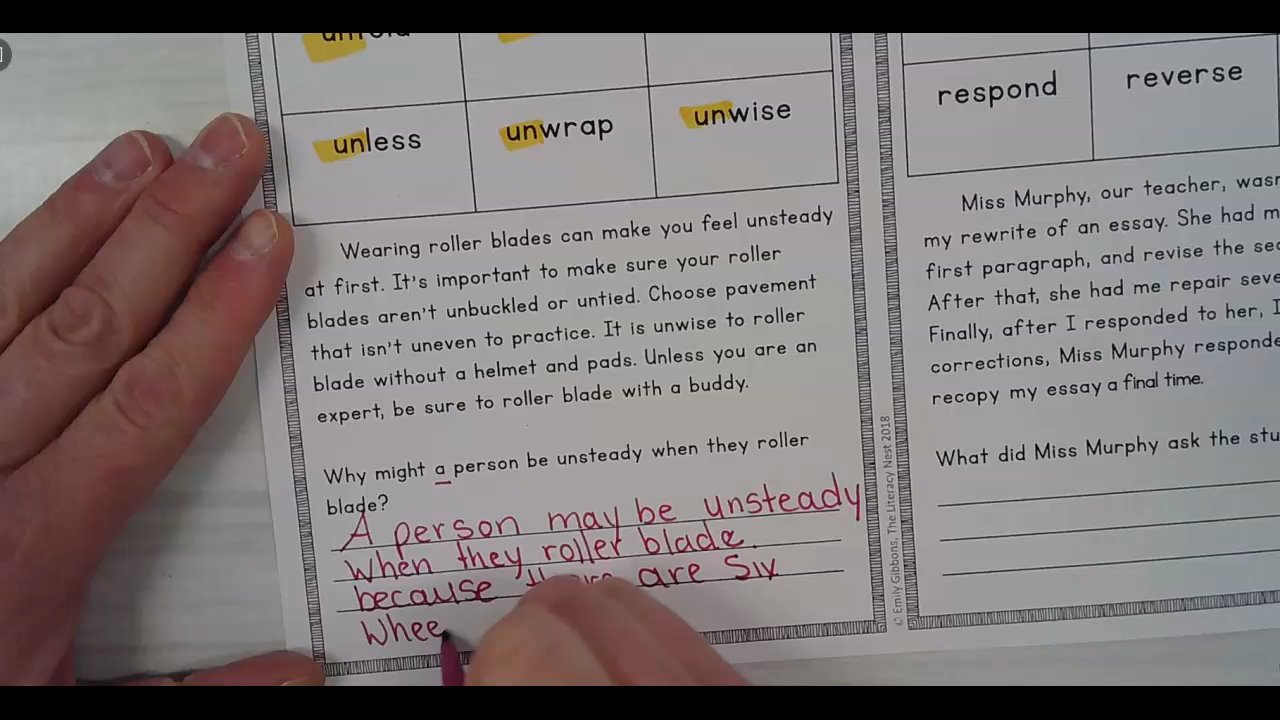 respond reverse
unless unwrap unwise
Wearing roller blades can make you feel unsteady
at first. It's important to make sure your roller
blades aren't unbuckled or untied. Choose pavement
that isn't uneven to practice. It is unwise to roller
blade without a helmet and pads. Unless you are an
expert, be sure to roller blade with a buddy.
Why might a person be unsteady when they roller
blade?
A person may be unsteady
when they roller blade
because are Six
Whee
Miss Murphy, our teacher,
my rewrite of an essay. She had
first paragraph, and revise the
After that, she had me repair
Finally, after I responded to her, I
corrections, Miss Murphy
recopy my essay a final time.
What did Miss Murphy ask the
© Emily Gibbons, The Literacy Nest 2018